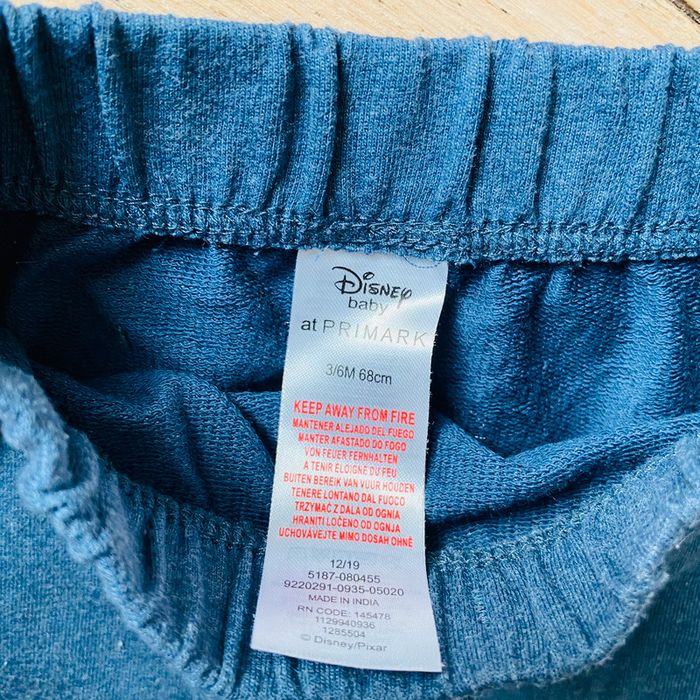 Disney
baby
at PRIMARK
3/6M 68cm
KEEP AWAY FROM FIRE
MANTENER ALEJADO DEL FUEGO
MANTER AFASTADO DO FOGO
VON FEUER FERNHALTEN
A TENIR ELOIGNE DU FEU
BUITEN BEREIK VAN VUUR HOUDEN
TENERE LONTANO DAL FUOCO
TRZYMAĆ Z DALA OD OGNIA
HRANITI LOČENO OD OGNJA
UCHOVÁVEJTE MIMO DOSAH OHNĚ
12/19
5187-080455
9220291-0935-05020
MADE IN INDIA
RN CODE: 145478
1129940936
1285504
© Disney/Pixar